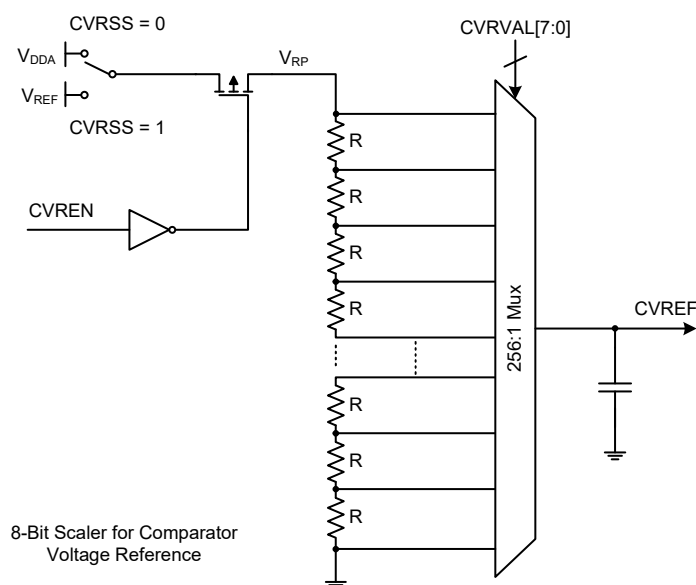 CVRSS = 0
CVRVAL[7:0]
VDDA
VRP
VREF
CVRSS = 1
R
R
CVREN
R
R
256:1 Mux
CVREF
R
R
R
8-Bit Scaler for Comparator
Voltage Reference